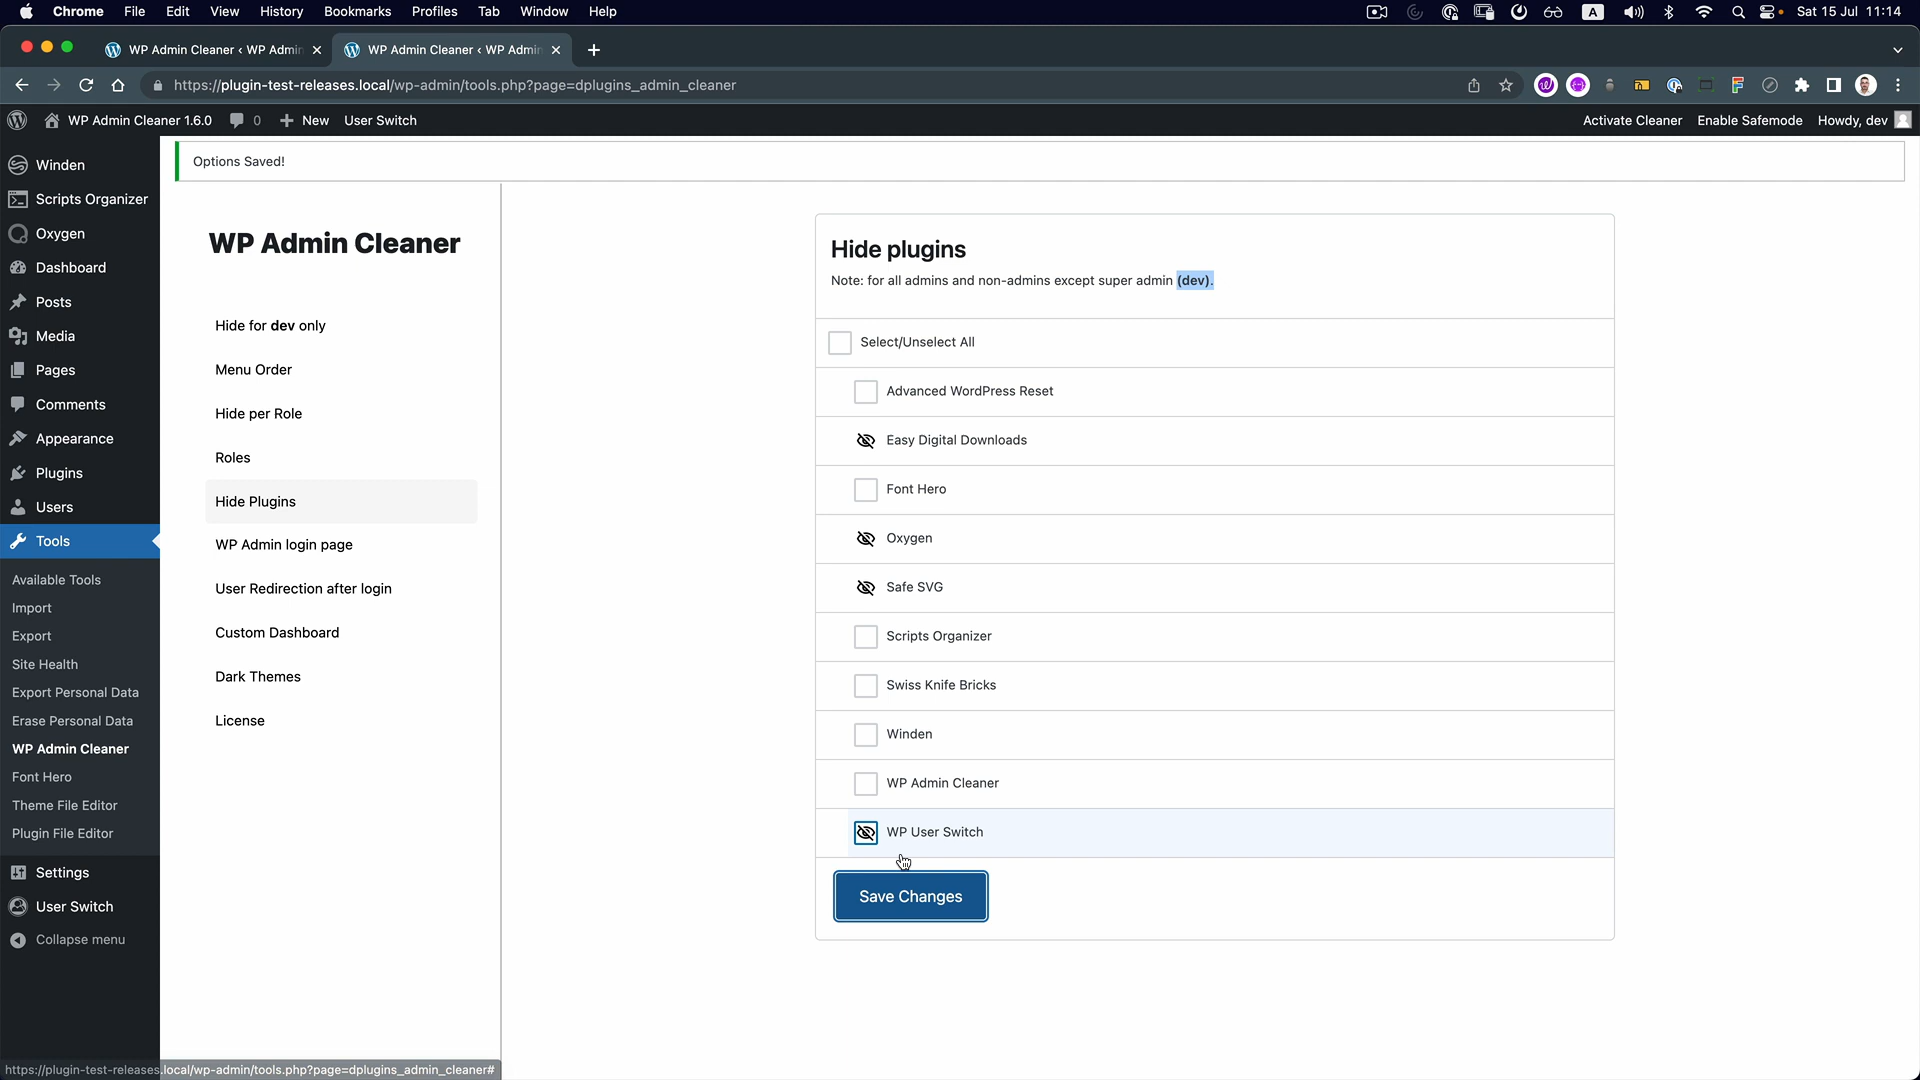 Chrome File Edit View History Bookmarks Profiles Tab Window Help
A Sat 15 Jul 11:14
WP Admin Cleaner ‹ WP Admin
WP Admin Cleaner ‹ WP Admin
https://plugin-test-releases.local/wp-admin/tools.php?page=dplugins_admin_cleaner
WP Admin Cleaner 1.6.0 0 New User Switch
Activate Cleaner Enable Safemode Howdy, dev
Winden
Scripts Organizer
Oxygen
Dashboard
Posts
Media
Pages
Comments
Appearance
Plugins
Users
Tools
Available Tools
Import
Export
Site Health
Export Personal Data
Erase Personal Data
WP Admin Cleaner
Font Hero
Theme File Editor
Plugin File Editor
Settings
User Switch
Collapse menu
Options Saved!
WP Admin Cleaner
Hide for dev only
Menu Order
Hide per Role
Roles
Hide Plugins
WP Admin login page
User Redirection after login
Custom Dashboard
Dark Themes
License
Hide plugins
Note: for all admins and non-admins except super admin (dev).
Select/Unselect All
Advanced WordPress Reset
Easy Digital Downloads
Font Hero
Oxygen
Safe SVG
Scripts Organizer
Swiss Knife Bricks
Winden
WP Admin Cleaner
WP User Switch
Save Changes
https://plugin-test-releases.local/wp-admin/tools.php?page=dplugins_admin_cleaner#